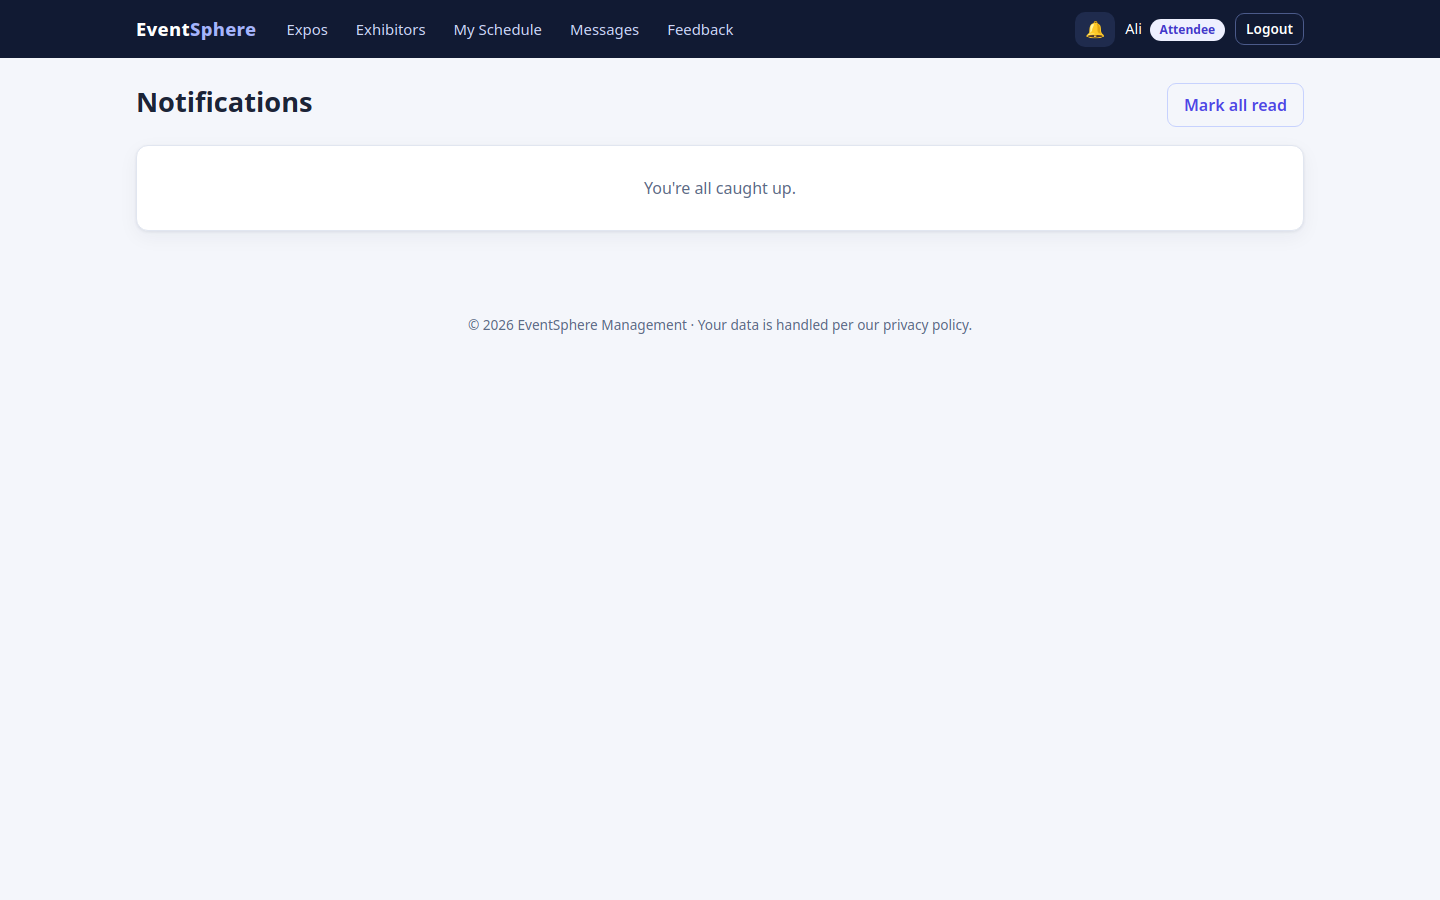 EventSphere Expos Exhibitors My Schedule Messages Feedback 🔔 Ali Attendee Logout
Notifications Mark all read
You're all caught up.
© 2026 EventSphere Management · Your data is handled per our privacy policy.